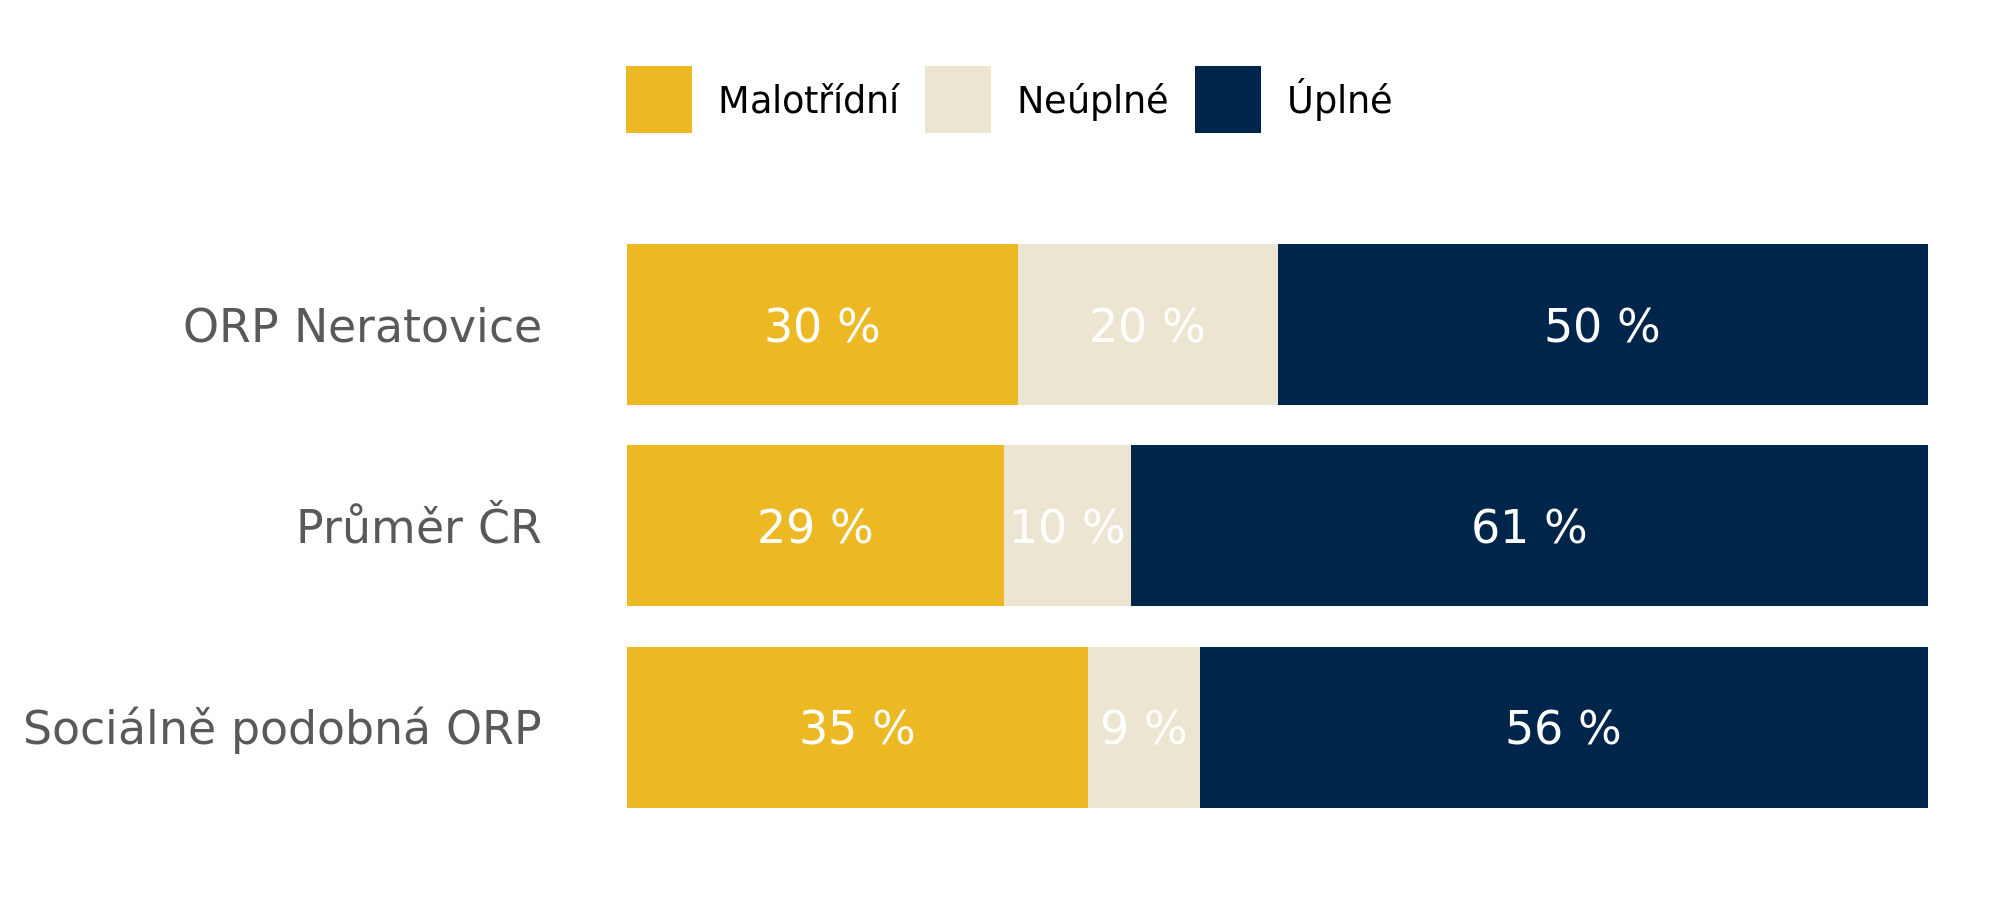 Malotřídní Neúplné Úplné
ORP Neratovice 30 % 20 % 50 %
Průměr ČR 29 % 10 % 61 %
Sociálně podobná ORP 35 % 9 % 56 %